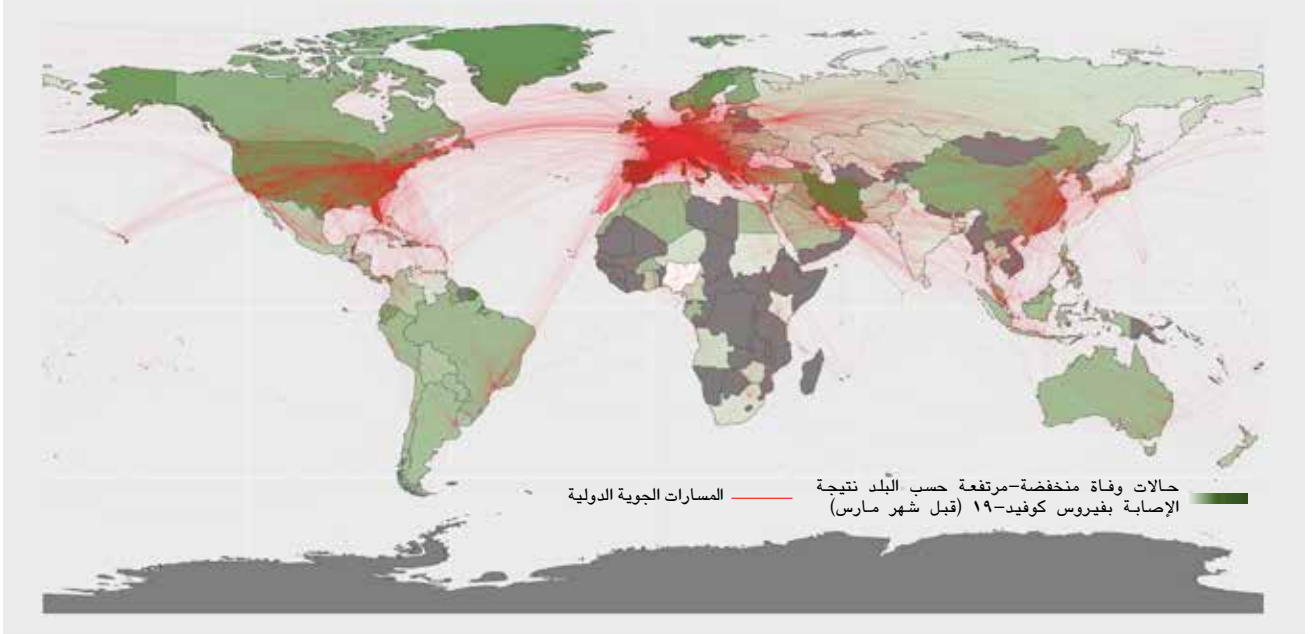 حالات وفاة منخفضة-مرتفعة حسب البلد نتيجة
الإصابة بفيروس كوفيد-١٩ (قبل شهر مارس)
المسارات الجوية الدولية